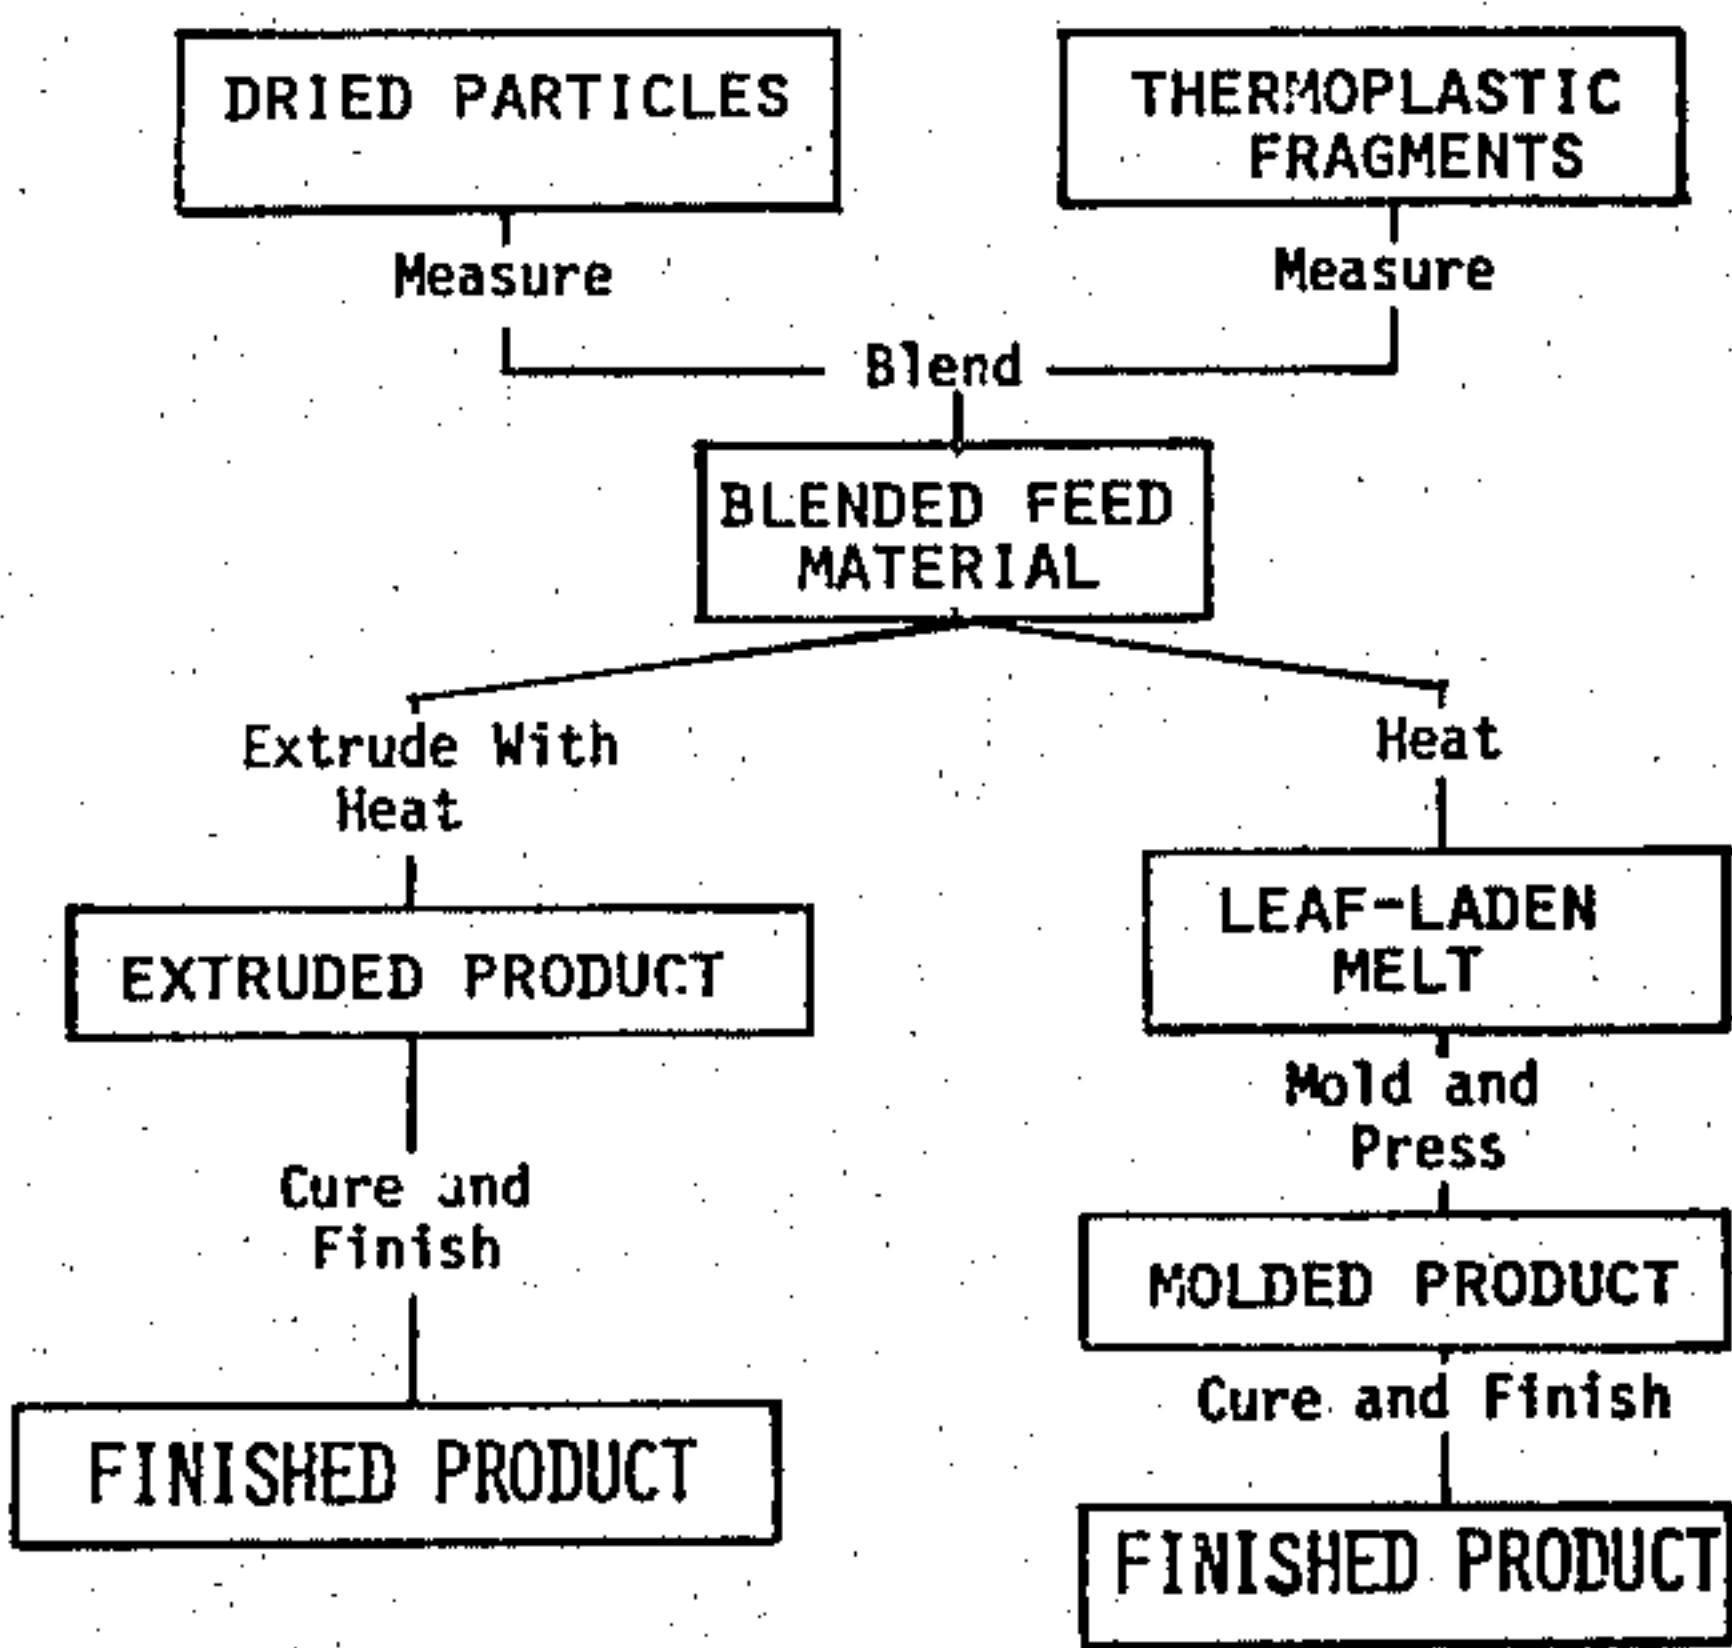 DRIED PARTICLES
THERMOPLASTIC
FRAGMENTS
Measure
Measure
Blend
BLENDED FEED
MATERIAL
Extrude With
Heat
Heat
EXTRUDED PRODUCT
LEAF-LADEN
MELT
Mold and
Press
Cure and
Finish
MOLDED PRODUCT
Cure and Finish
FINISHED PRODUCT
FINISHED PRODUCT